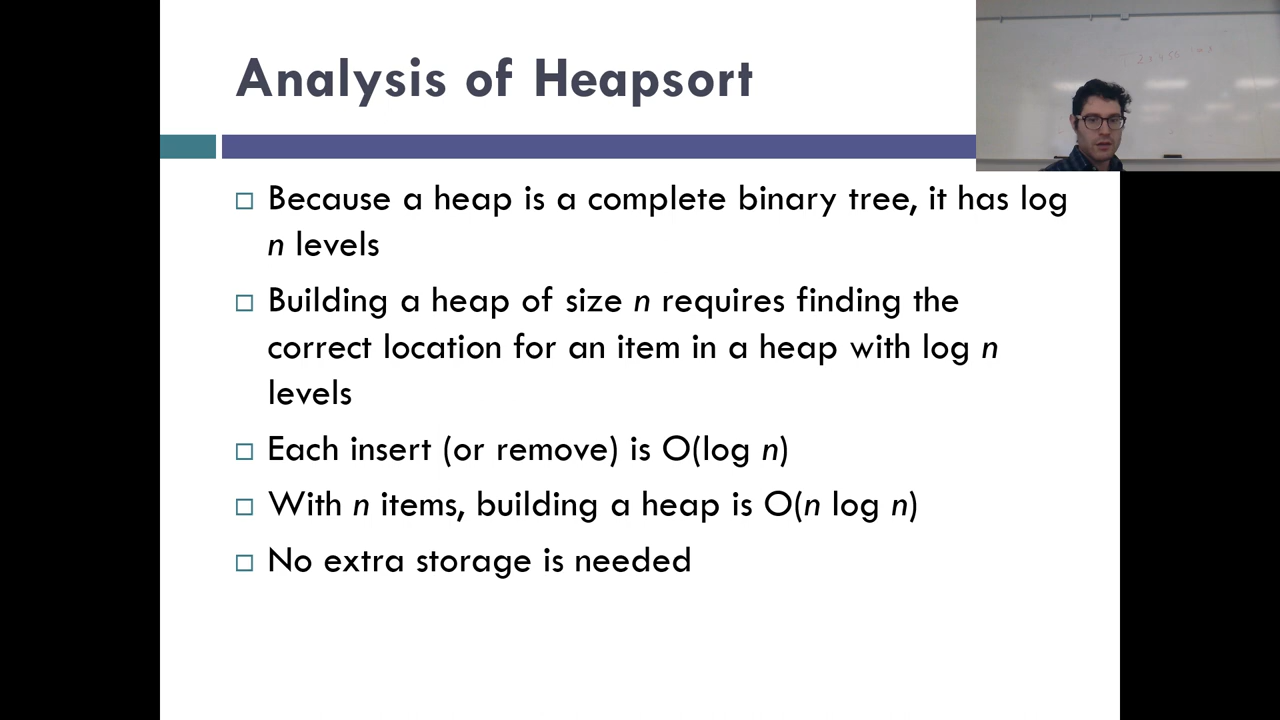 Analysis of Heapsort
Because a heap is a complete binary tree, it has log
n levels
Building a heap of size n requires finding the
correct location for an item in a heap with log n
levels
Each insert (or remove) is O(log n)
With n items, building a heap is O(n log n)
No extra storage is needed